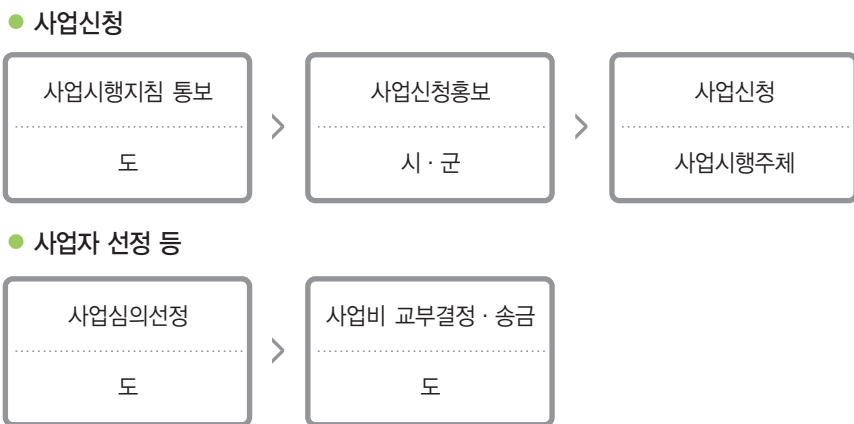 사업신청
사업시행지침 통보
도
사업신청홍보
시·군
사업신청
사업시행주체
사업자 선정 등
사업심의선정
도
사업비 교부결정·송금
도